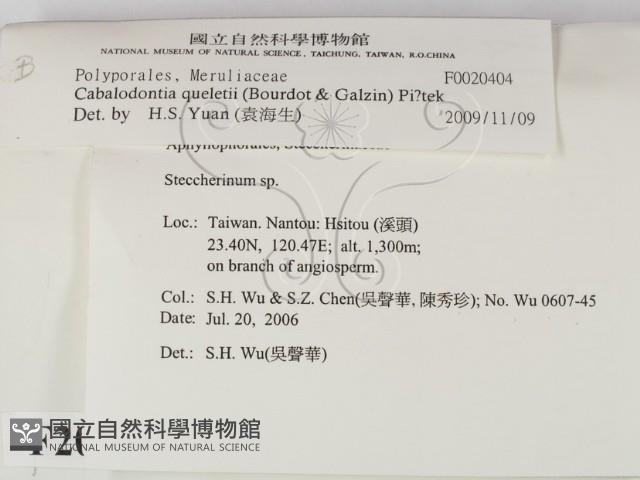 B
國立自然科學博物館
NATIONAL MUSEUM OF NATURAL SCIENCE, TAICHUNG, TAIWAN, R.O.CHINA
Polyporales, Meruliaceae F0020404
Cabalodontia queletii (Bourdot & Galzin) Pi?tek
Det. by H.S. Yuan (袁海生) 2009/11/09
Steccherinum sp.
Loc.: Taiwan. Nantou: Hsitou (溪頭)
23.40N, 120.47E; alt. 1,300m;
on branch of angiosperm.
Col.: S.H. Wu & S.Z. Chen(吳聲華, 陳秀珍); No. Wu 0607-45
Date: Jul. 20, 2006
Det.: S.H. Wu(吳聲華)
國立自然科學博物館
NATIONAL MUSEUM OF NATURAL SCIENCE